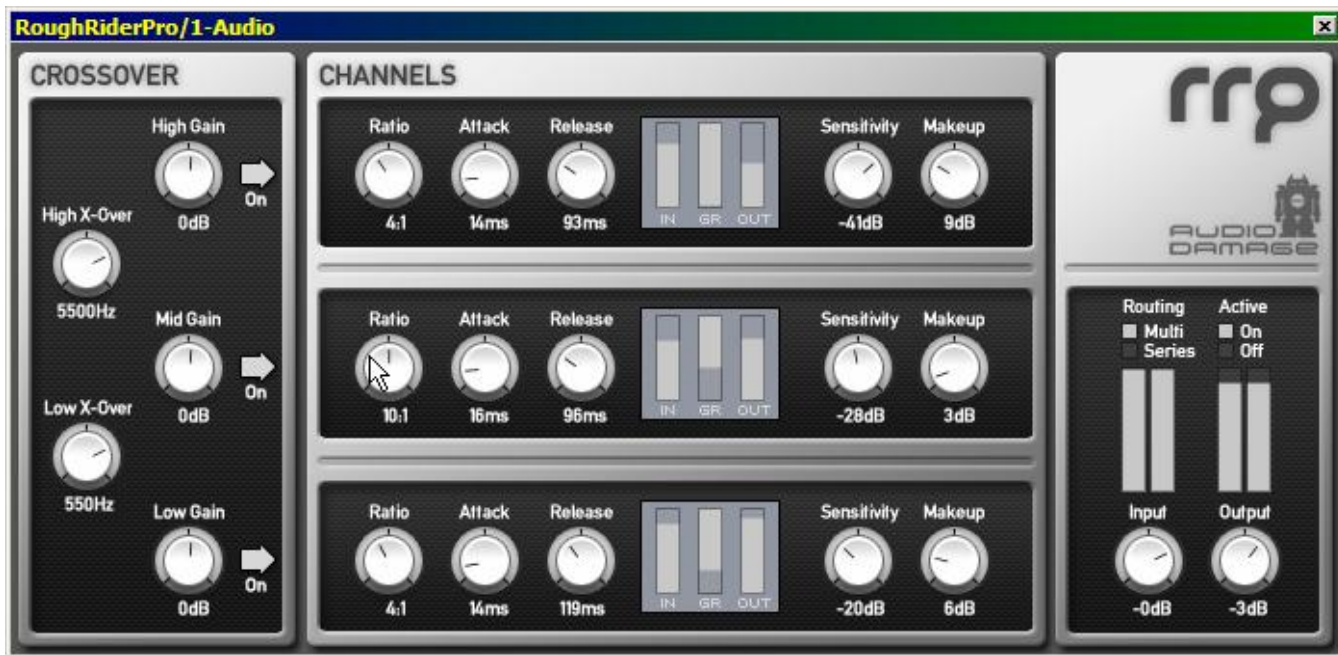 RoughRiderPro/1-Audio
CROSSOVER
High Gain
0dB
On
High X-Over
5500Hz
Mid Gain
0dB
On
Low X-Over
550Hz
Low Gain
0dB
On
CHANNELS
Ratio Attack Release Sensitivity Makeup
IN GR OUT
4:1 14ms 93ms -41dB 9dB
Ratio Attack Release Sensitivity Makeup
IN GR OUT
10:1 16ms 96ms -28dB 3dB
Ratio Attack Release Sensitivity Makeup
IN GR OUT
4:1 14ms 119ms -20dB 6dB
rrp
AUDIO
DAMAGE
Routing Active
Multi On
Series Off
Input Output
-0dB -3dB